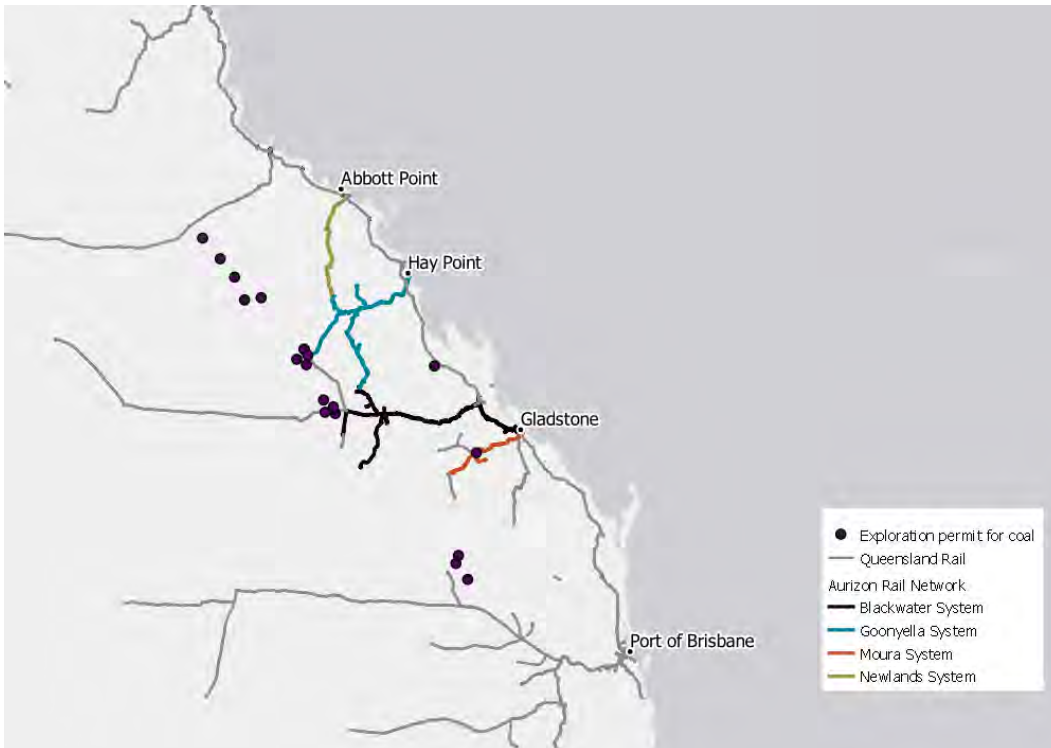 Abbott Point
Hay Point
Gladstone
Port of Brisbane
Exploration permit for coal
Queensland Rail
Aurizon Rail Network
Blackwater System
Goonyella System
Moura System
Newlands System